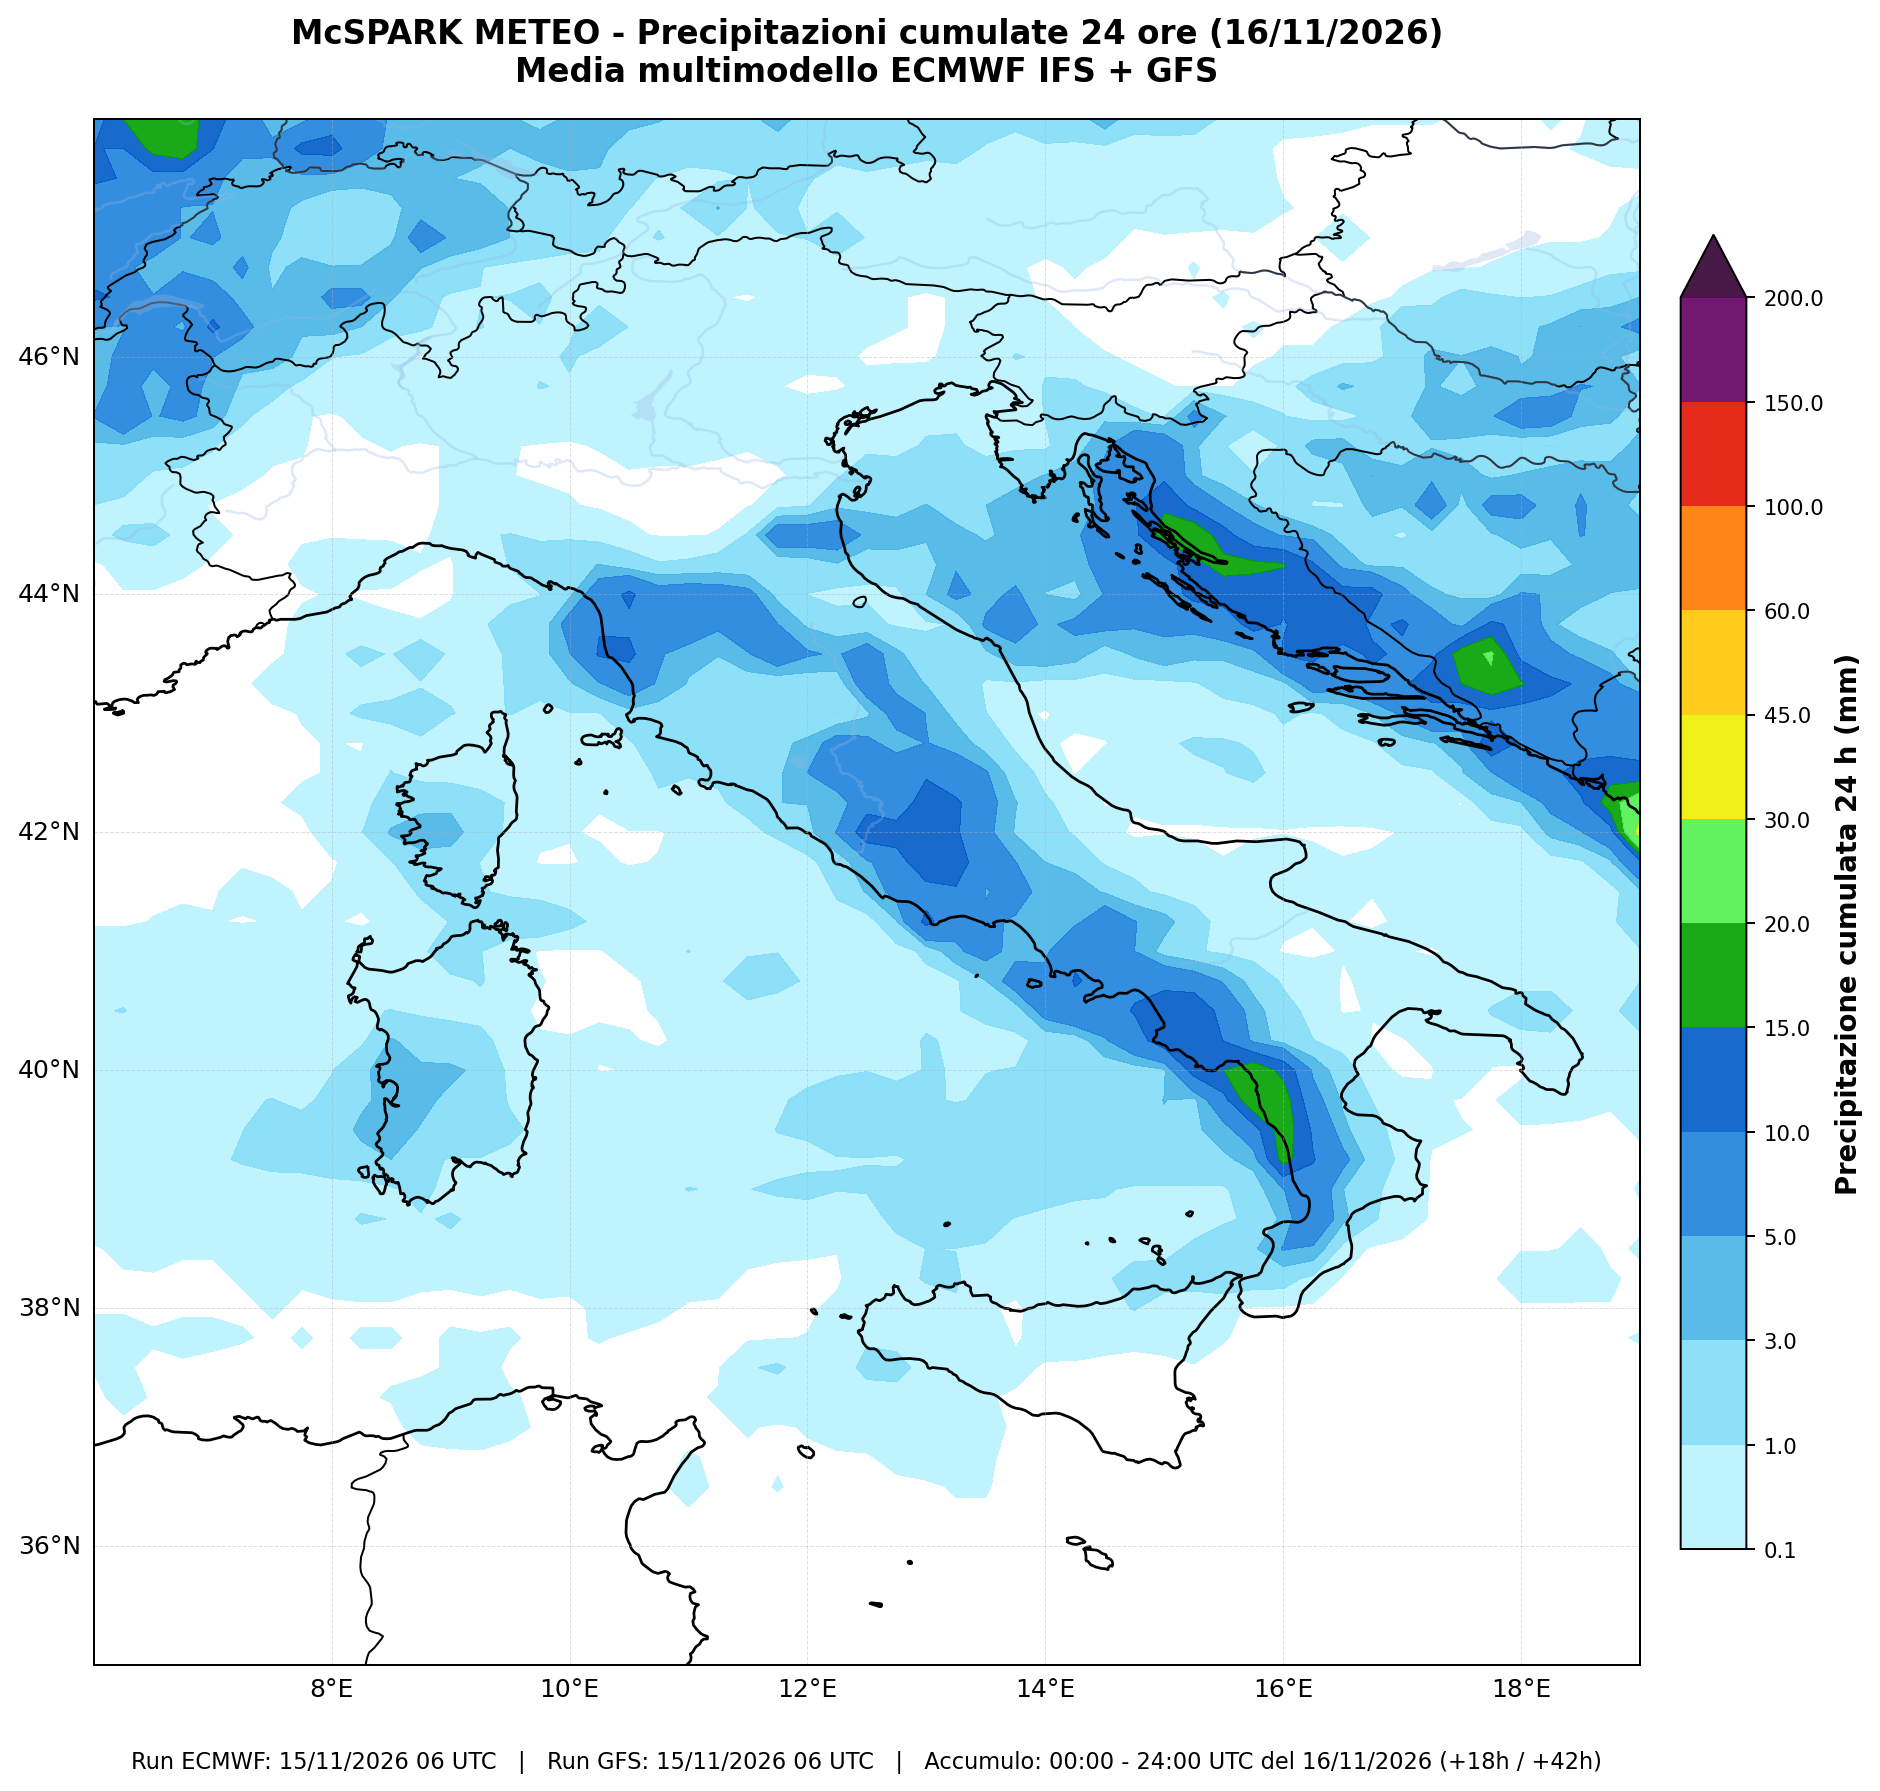 McSPARK METEO - Precipitazioni cumulate 24 ore (16/11/2026)
Media multimodello ECMWF IFS + GFS
46°N
44°N
42°N
40°N
38°N
36°N
8°E
10°E
12°E
14°E
16°E
18°E
200.0
150.0
100.0
60.0
45.0
30.0
20.0
15.0
10.0
5.0
3.0
1.0
0.1
Precipitazione cumulata 24 h (mm)
Run ECMWF: 15/11/2026 06 UTC | Run GFS: 15/11/2026 06 UTC | Accumulo: 00:00 - 24:00 UTC del 16/11/2026 (+18h / +42h)